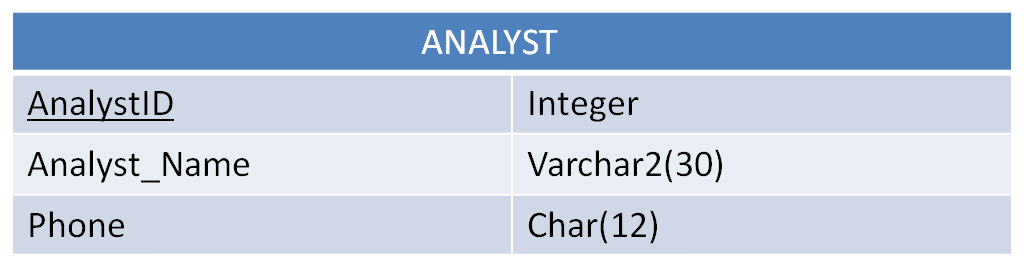 ANALYST
AnalystID Integer
Analyst_Name Varchar2(30)
Phone Char(12)